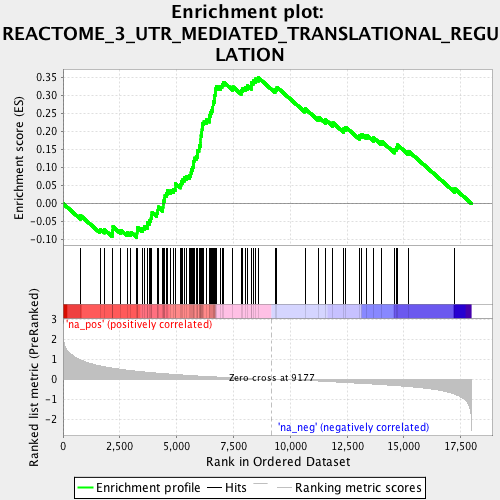 Enrichment plot:
REACTOME_3_UTR_MEDIATED_TRANSLATIONAL_REGU
LATION
Enrichment score (ES)
0.35
0.30
0.25
0.20
0.15
0.10
0.05
0.00
-0.05
-0.10
'na_pos' (positively correlated)
Ranked list metric (PreRanked)
3
2
1
0
-1
-2
Zero cross at 9177
'na_neg' (negatively correlated)
0
2,500
5,000
7,500
10,000
12,500
15,000
17,500
Rank in Ordered Dataset
Enrichment profile
Hits
Ranking metric scores